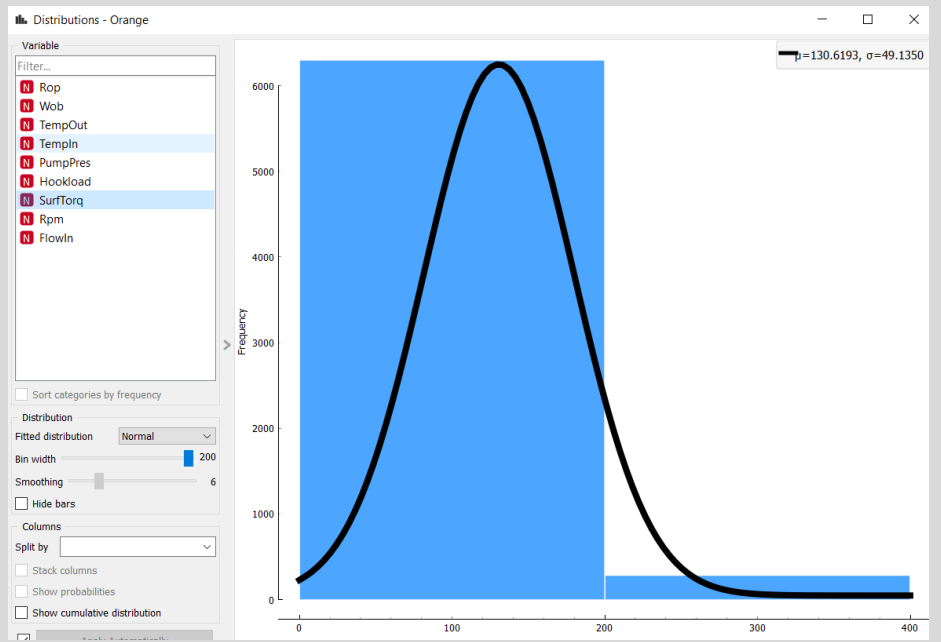 Distributions - Orange
Variable
Filter...
N Rop
N Wob
N TempOut
N TempIn
N PumpPres
N Hookload
N SurfTorq
N Rpm
N FlowIn
Sort categories by frequency
Distribution
Fitted distribution Normal
Bin width 200
Smoothing 6
Hide bars
Columns
Split by
Stack columns
Show probabilities
Show cumulative distribution
Apply Automatically
μ=130.6193, σ=49.1350
6000
5000
4000
3000
2000
1000
0
Frequency
0 100 200 300 400